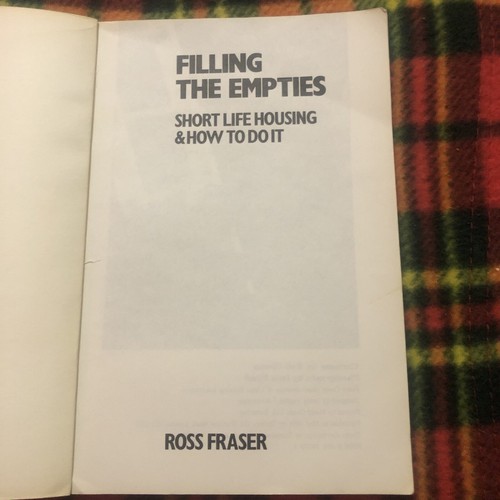 FILLING
THE EMPTIES
SHORT LIFE HOUSING
& HOW TO DO IT
ROSS FRASER